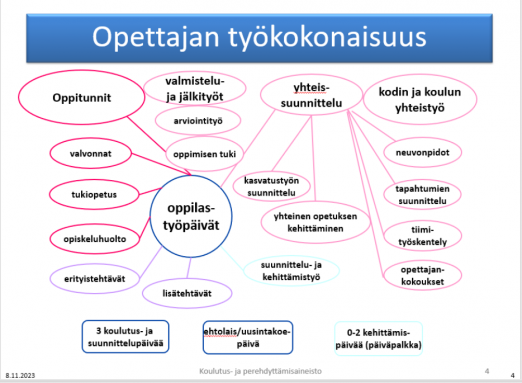 Opettajan työkokonaisuus
Oppitunnit
valmistelu-
ja jälkityöt
arviointityö
oppimisen tuki
yhteis-
suunnittelu
kodin ja koulun
yhteistyö
valvonnat
tukiopetus
opiskeluhuolto
erityistehtävät
lisätehtävät
oppilas-
työpäivät
kasvatustyön
suunnittelu
yhteinen opetuksen
kehittäminen
suunnittelu- ja
kehittämistyö
neuvonpidot
tapahtumien
suunnittelu
tiimi-
työskentely
opettajan-
kokoukset
3 koulutus- ja
suunnittelupäivää
ehtolais/uusintakoe-
päivä
0-2 kehittämis-
päivää (päiväpalkka)
8.11.2023
Koulutus- ja perehdyttämisaineisto
4
4